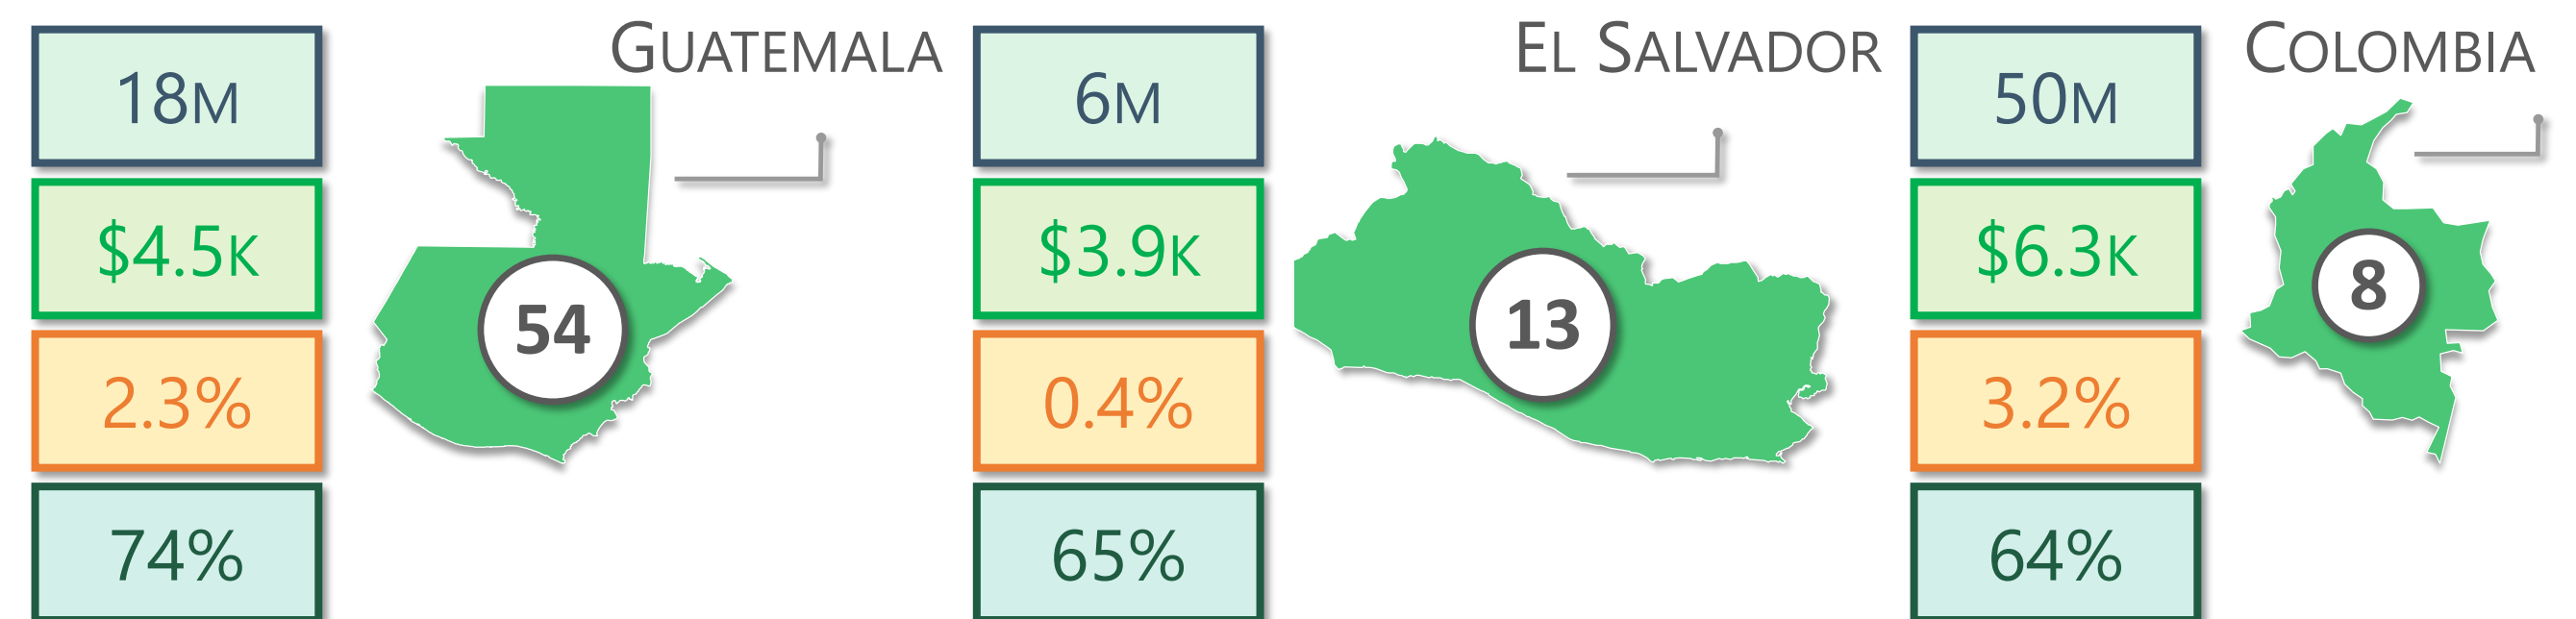 GUATEMALA
18M
$4.5K
2.3%
74%
54
EL SALVADOR
6M
$3.9K
0.4%
65%
13
COLOMBIA
50M
$6.3K
3.2%
64%
8